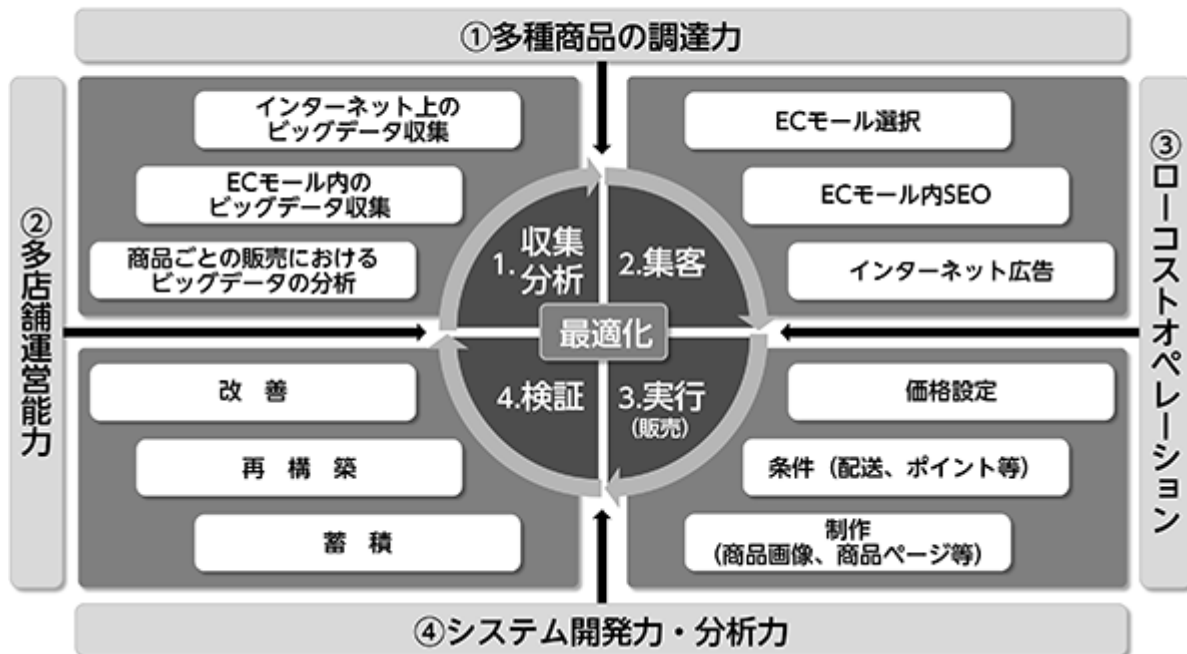 ①多種商品の調達力
②多店舗運営能力
インターネット上の
ビッグデータ収集
ECモール内の
ビッグデータ収集
商品ごとの販売における
ビッグデータの分析
1.収集
分析
2.集客
ECモール選択
ECモール内SEO
インターネット広告
③ローコストオペレーション
最適化
改　善
再　構　築
蓄　積
4.検証
3.実行
(販売)
価格設定
条件（配送、ポイント等）
制作
（商品画像、商品ページ等）
④システム開発力・分析力